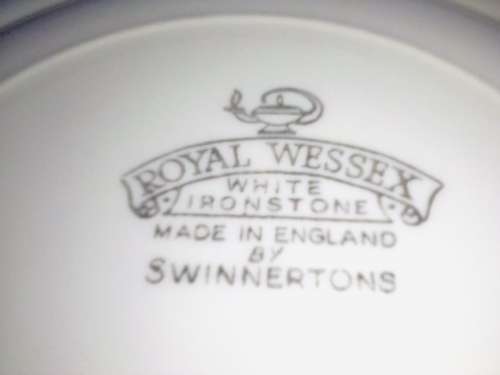 ROYAL WESSEX
WHITE
IRONSTONE
MADE IN ENGLAND
BY
SWINNERTONS